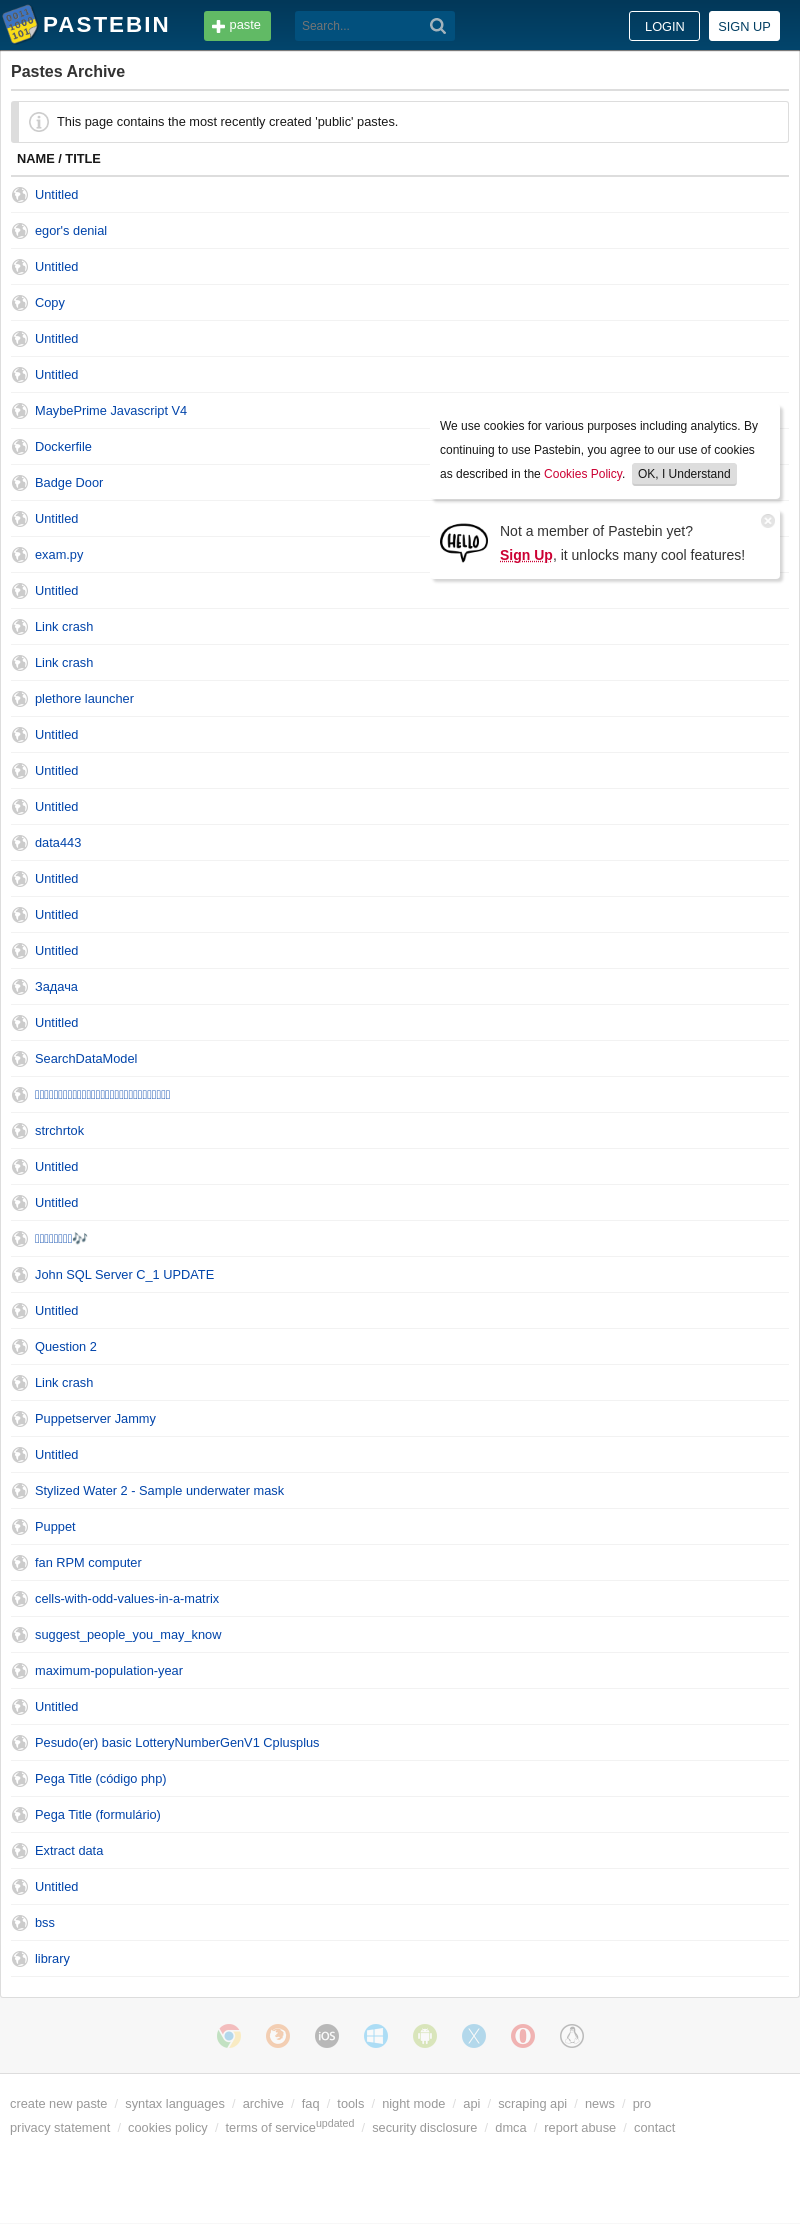 PASTEBIN
paste
Search...
LOGIN
SIGN UP
Pastes Archive
This page contains the most recently created 'public' pastes.
NAME / TITLE
Untitled
egor's denial
Untitled
Copy
Untitled
Untitled
MaybePrime Javascript V4
We use cookies for various purposes including analytics. By
continuing to use Pastebin, you agree to our use of cookies
as described in the Cookies Policy. OK, I Understand
Dockerfile
Badge Door
Untitled
HELLO
Not a member of Pastebin yet?
Sign Up, it unlocks many cool features!
exam.py
Untitled
Link crash
Link crash
plethore launcher
Untitled
Untitled
Untitled
data443
Untitled
Untitled
Untitled
Задача
Untitled
SearchDataModel
strchrtok
Untitled
Untitled
🎶
John SQL Server C_1 UPDATE
Untitled
Question 2
Link crash
Puppetserver Jammy
Untitled
Stylized Water 2 - Sample underwater mask
Puppet
fan RPM computer
cells-with-odd-values-in-a-matrix
suggest_people_you_may_know
maximum-population-year
Untitled
Pesudo(er) basic LotteryNumberGenV1 Cplusplus
Pega Title (código php)
Pega Title (formulário)
Extract data
Untitled
bss
library
iOS
create new paste / syntax languages / archive / faq / tools / night mode / api / scraping api / news / pro
privacy statement / cookies policy / terms of service updated / security disclosure / dmca / report abuse / contact